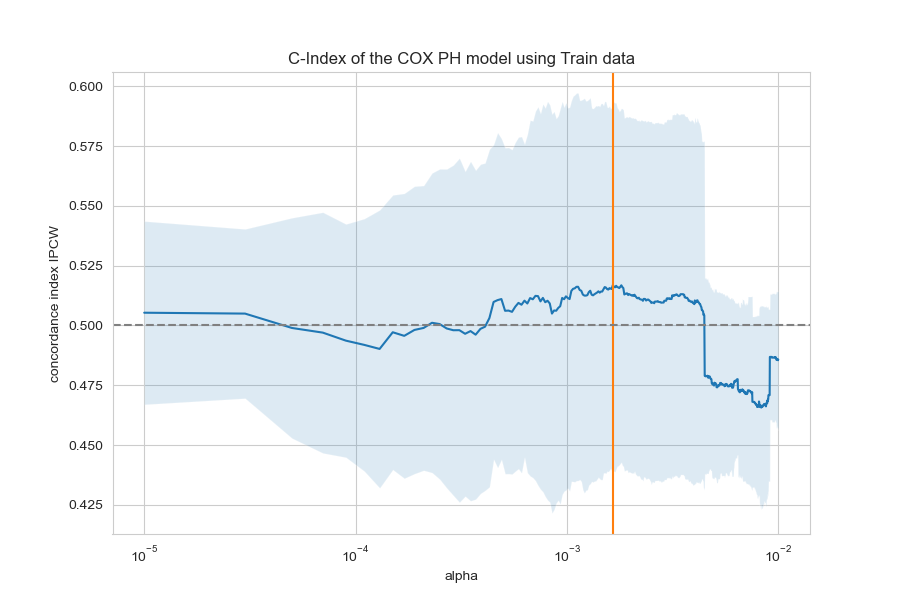 C-Index of the COX PH model using Train data
concordance index IPCW
0.600
0.575
0.550
0.525
0.500
0.475
0.450
0.425
10⁻⁵ 10⁻⁴ 10⁻³ 10⁻²
alpha